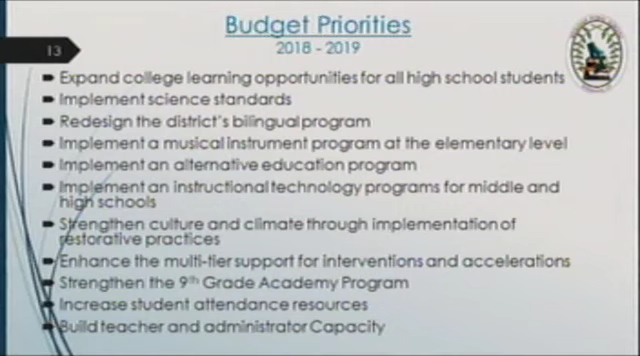 Budget Priorities
2018 - 2019
13
Expand college learning opportunities for all high school students
Implement science standards
Redesign the district's bilingual program
Implement a musical instrument program at the elementary level
Implement an alternative education program
Implement an instructional technology programs for middle and
high schools
Strengthen culture and climate through implementation of
restorative practices
Enhance the multi-tier support for interventions and accelerations
Strengthen the 9th Grade Academy Program
Increase student attendance resources
Build teacher and administrator Capacity